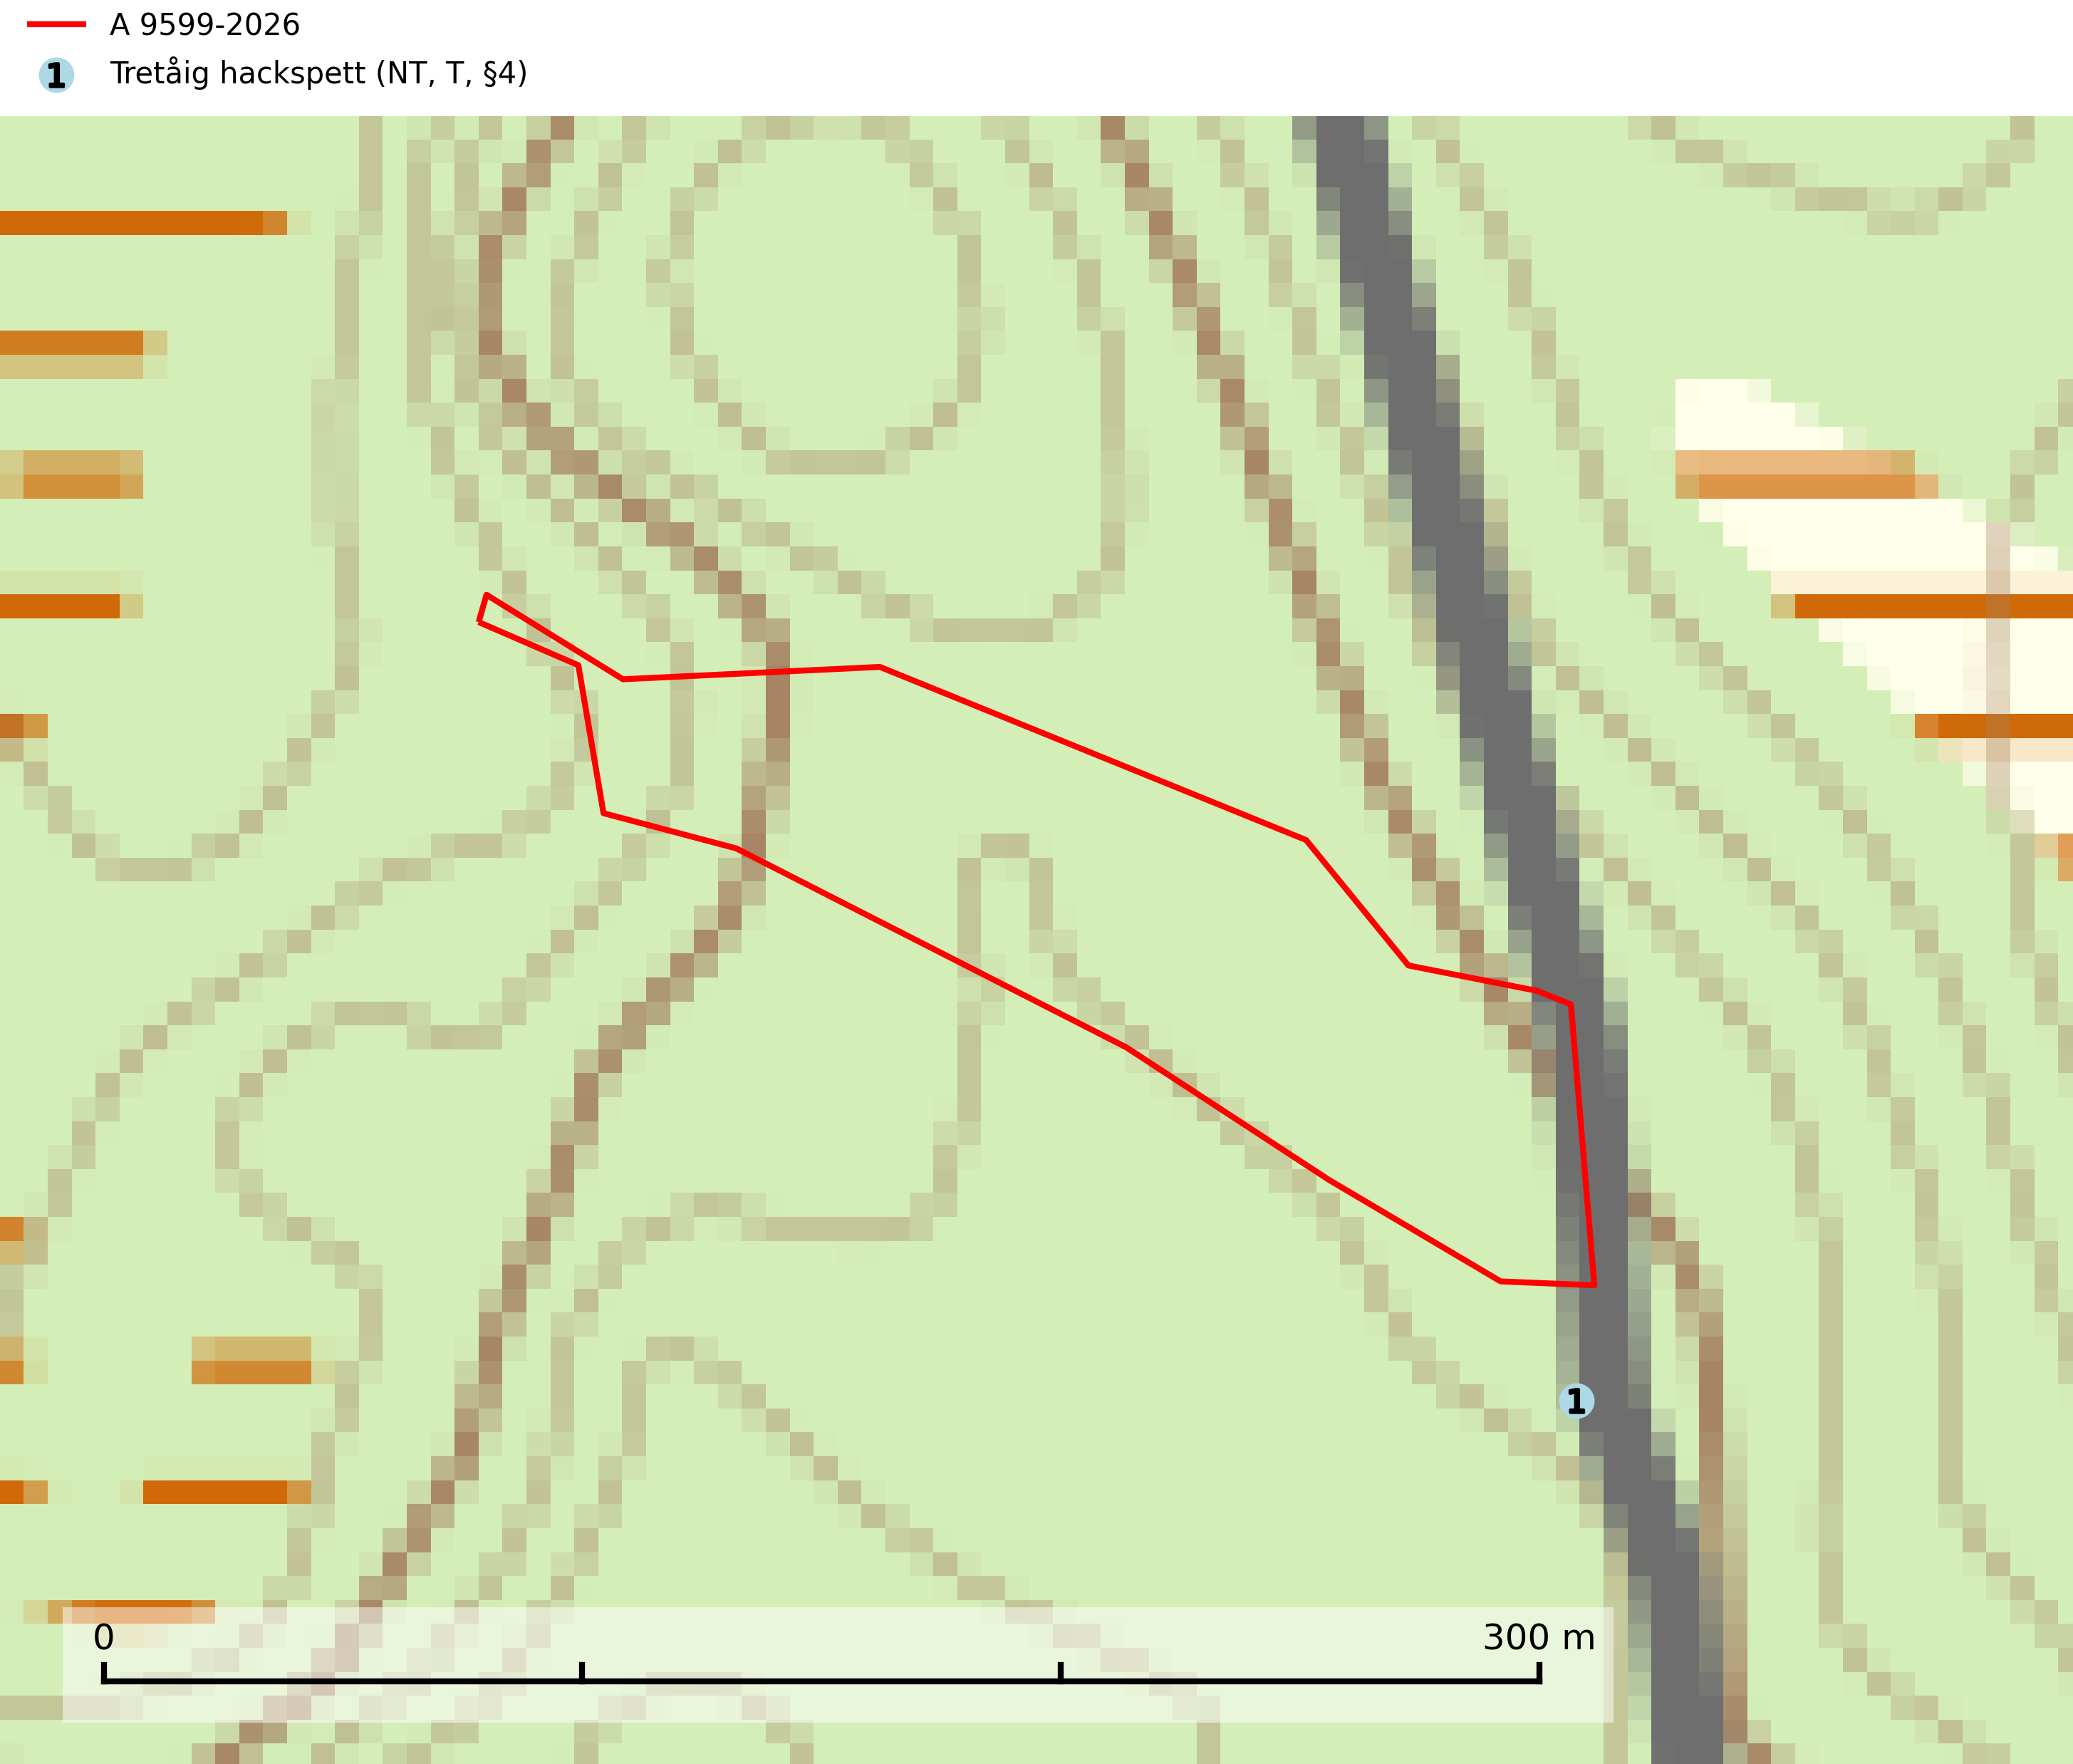 A 9599-2026
1 Tretåig hackspett (NT, T, §4)
1
0 300 m